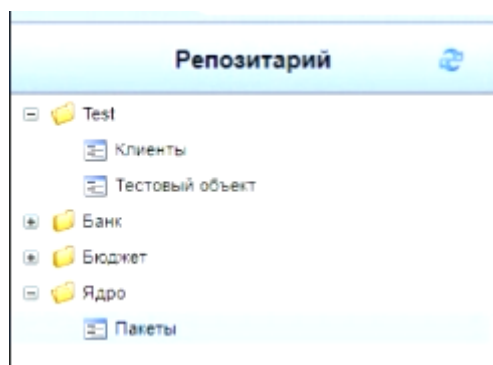 Репозитарий
Test
Клиенты
Тестовый объект
Банк
Бюджет
Ядро
Пакеты